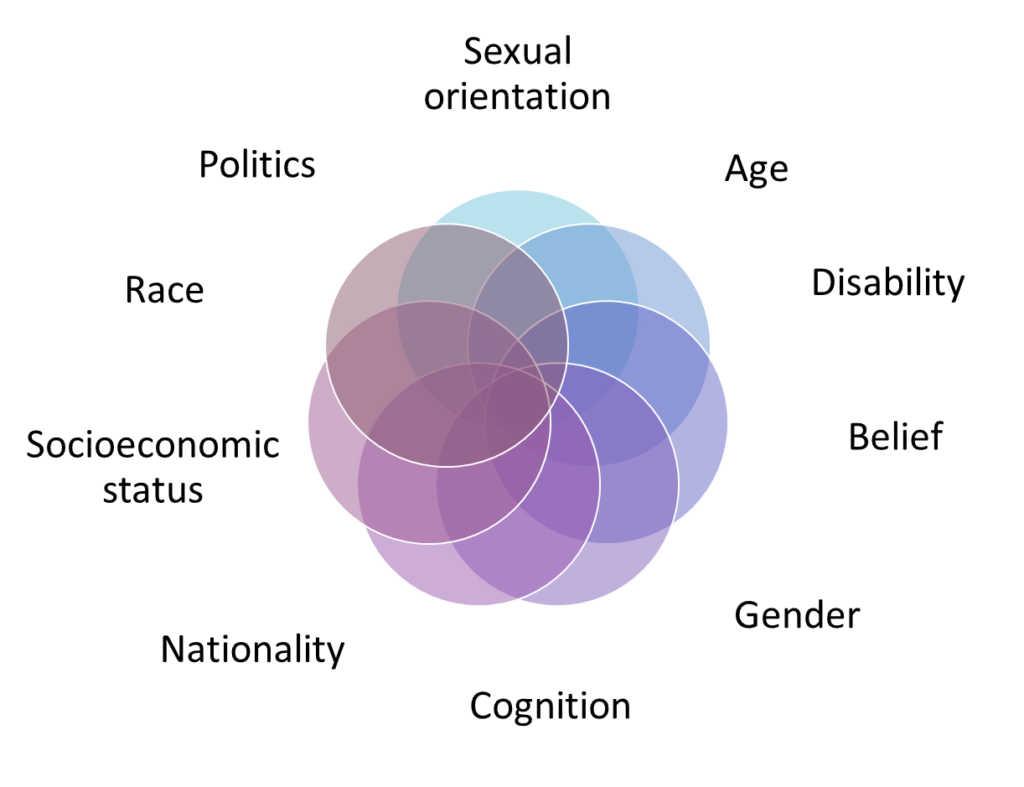 Sexual
orientation
Politics
Age
Race
Disability
Socioeconomic
status
Belief
Nationality
Gender
Cognition